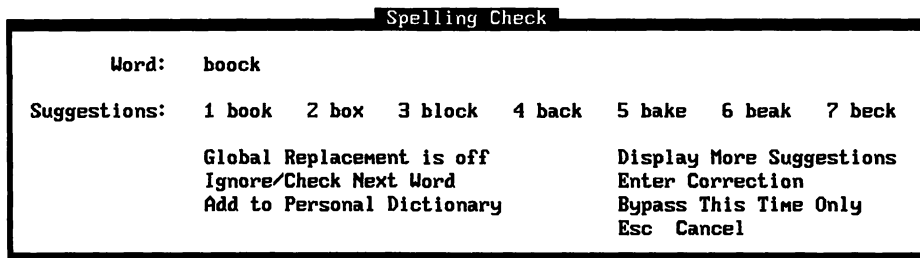 Spelling Check
Word: boock
Suggestions: 1 book 2 box 3 block 4 back 5 bake 6 beak 7 beck
Global Replacement is off Display More Suggestions
Ignore/Check Next Word Enter Correction
Add to Personal Dictionary Bypass This Time Only
Esc Cancel